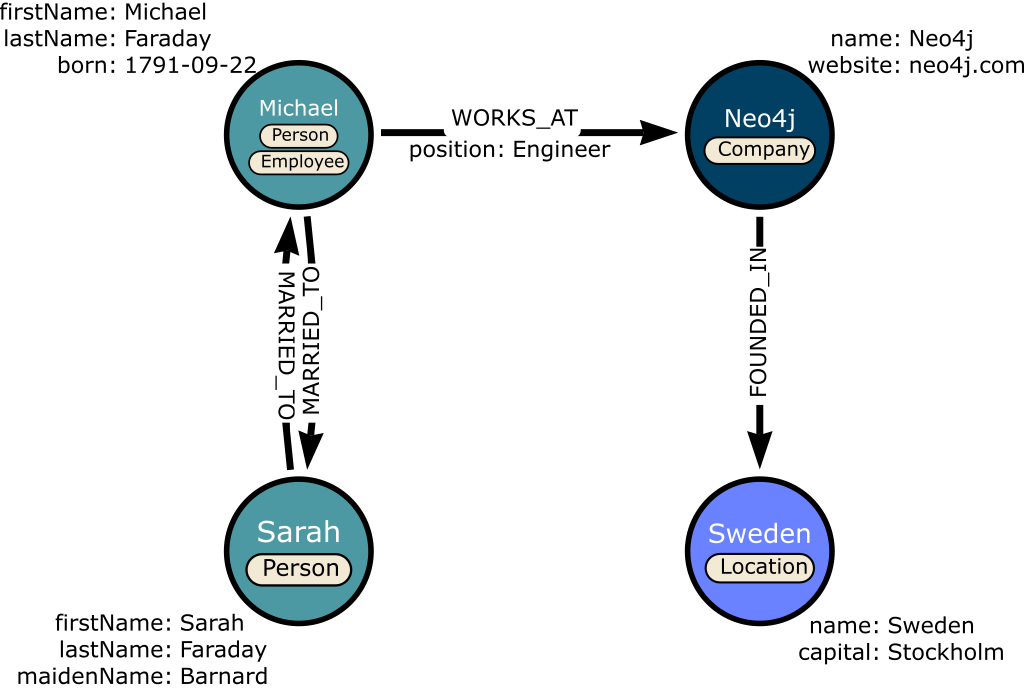 firstName: Michael
lastName: Faraday
born: 1791-09-22
name: Neo4j
website: neo4j.com
Michael
Person
Employee
WORKS_AT
position: Engineer
Neo4j
Company
MARRIED_TO
MARRIED_TO
FOUNDED_IN
Sarah
Person
Sweden
Location
firstName: Sarah
lastName: Faraday
maidenName: Barnard
name: Sweden
capital: Stockholm